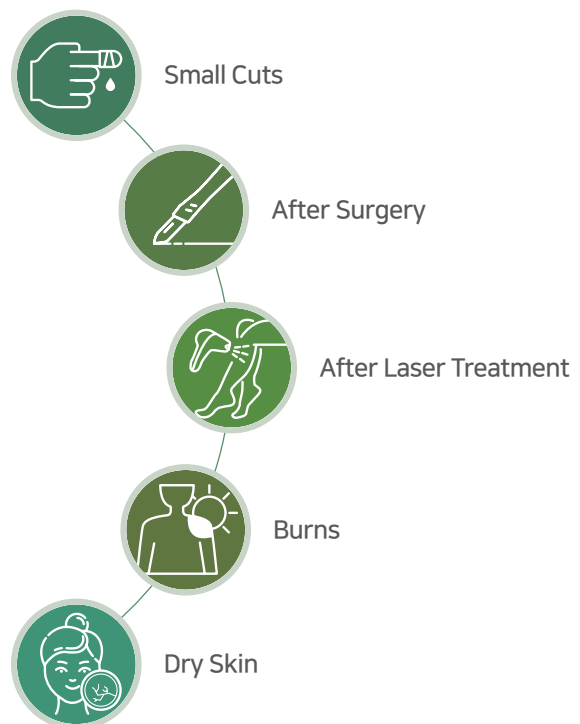 Small Cuts
After Surgery
After Laser Treatment
Burns
Dry Skin